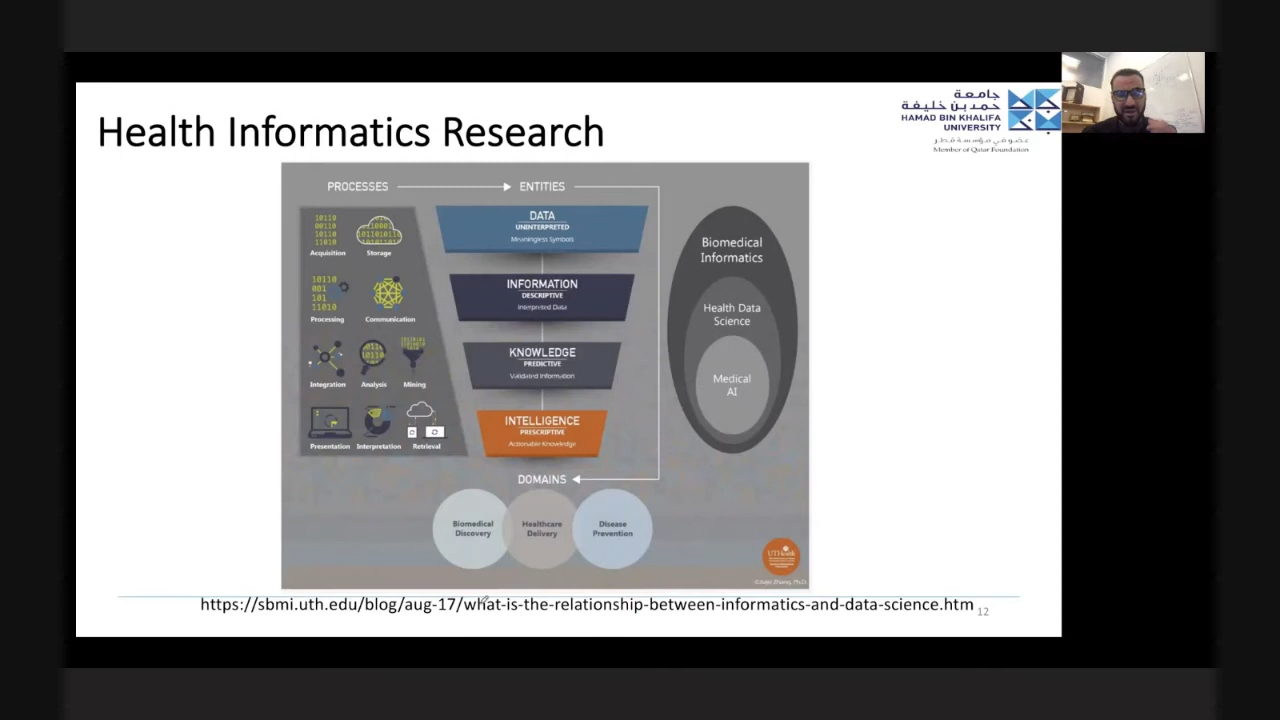 Health Informatics Research
جامعة
حمد بن خليفة
HAMAD BIN KHALIFA
UNIVERSITY
عضو في مؤسسة قطر
Member of Qatar Foundation
PROCESSES
ENTITIES
Acquisition
Storage
Processing
Communication
Integration
Analysis
Mining
Presentation
Interpretation
Retrieval
DATA
UNINTERPRETED
Meaningless Symbols
INFORMATION
DESCRIPTIVE
Interpreted Data
KNOWLEDGE
PREDICTIVE
Validated Information
INTELLIGENCE
PRESCRIPTIVE
Actionable Knowledge
Biomedical
Informatics
Health Data
Science
Medical
AI
DOMAINS
Biomedical
Discovery
Healthcare
Delivery
Disease
Prevention
UTHealth
©Jiajie Zhang, Ph.D.
https://sbmi.uth.edu/blog/aug-17/what-is-the-relationship-between-informatics-and-data-science.htm
12